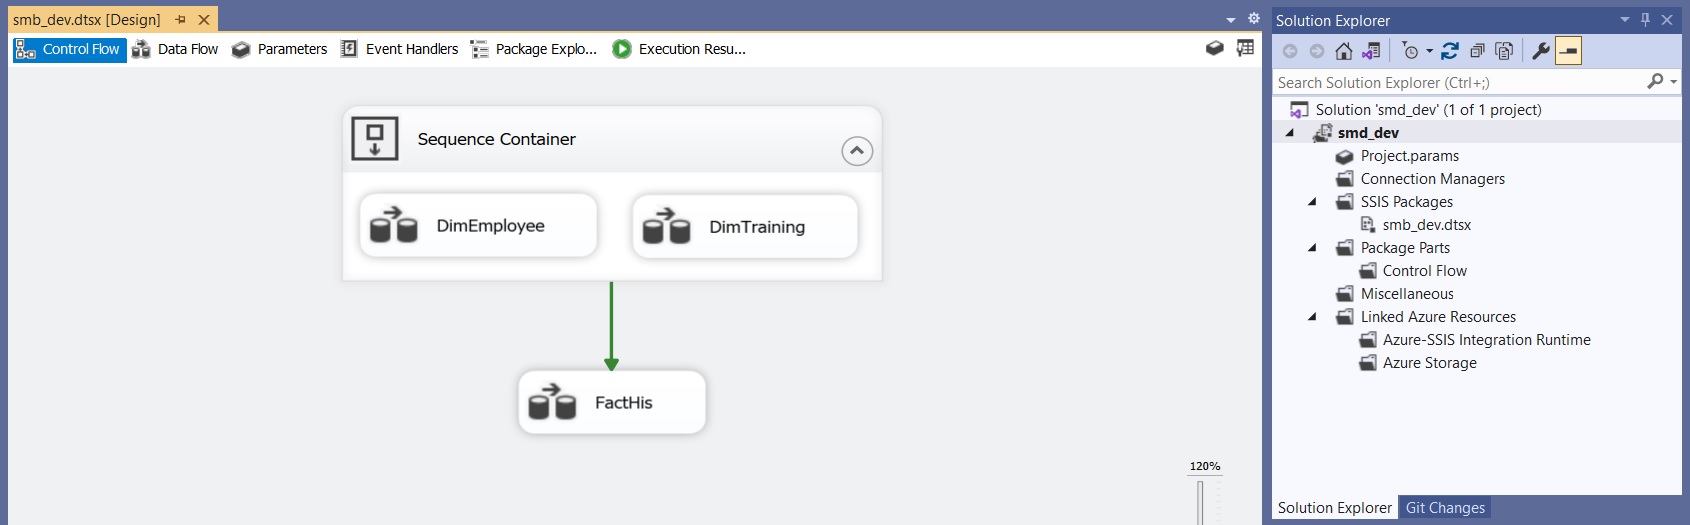 smb_dev.dtsx [Design]
Control Flow
Data Flow
Parameters
Event Handlers
Package Explo...
Execution Resu...
Sequence Container
DimEmployee
DimTraining
FactHis
120%
Solution Explorer
Search Solution Explorer (Ctrl+;)
Solution 'smd_dev' (1 of 1 project)
smd_dev
Project.params
Connection Managers
SSIS Packages
smb_dev.dtsx
Package Parts
Control Flow
Miscellaneous
Linked Azure Resources
Azure-SSIS Integration Runtime
Azure Storage
Solution Explorer
Git Changes